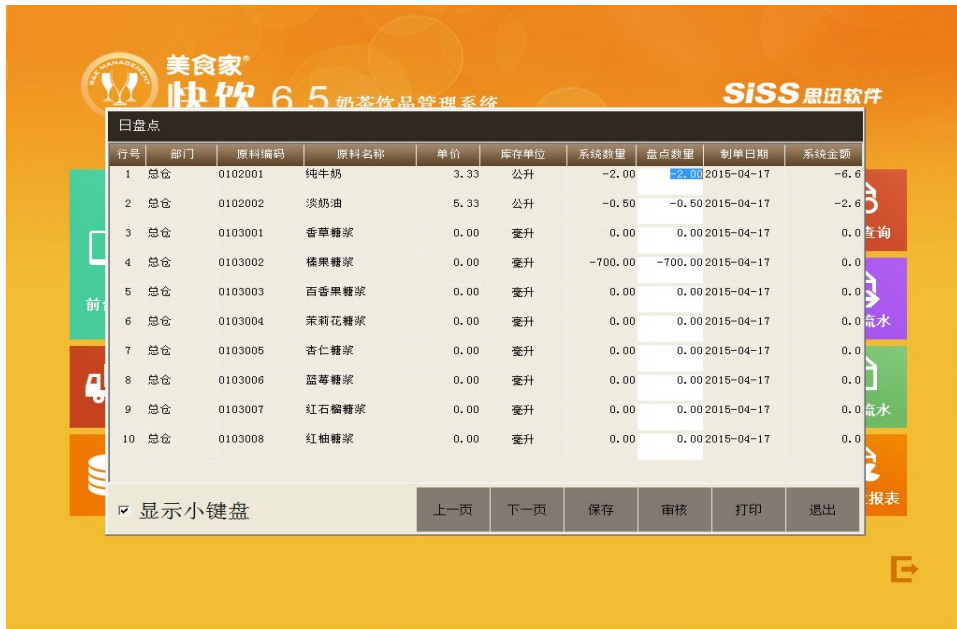 R&E MANAGEMENT
美食家®
快饮 6.5 奶茶饮品管理系统
SiSS 思迅软件
日盘点
行号 部门 原料编码 原料名称 单价 库存单位 系统数量 盘点数量 制单日期 系统金额
1 总仓 0102001 纯牛奶 3.33 公升 -2.00 -2.00 2015-04-17 -6.6
2 总仓 0102002 淡奶油 5.33 公升 -0.50 -0.50 2015-04-17 -2.6
3 总仓 0103001 香草糖浆 0.00 毫升 0.00 0.00 2015-04-17 0.0
4 总仓 0103002 榛果糖浆 0.00 毫升 -700.00 -700.00 2015-04-17 0.0
5 总仓 0103003 百香果糖浆 0.00 毫升 0.00 0.00 2015-04-17 0.0
6 总仓 0103004 茉莉花糖浆 0.00 毫升 0.00 0.00 2015-04-17 0.0
7 总仓 0103005 杏仁糖浆 0.00 毫升 0.00 0.00 2015-04-17 0.0
8 总仓 0103006 蓝莓糖浆 0.00 毫升 0.00 0.00 2015-04-17 0.0
9 总仓 0103007 红石榴糖浆 0.00 毫升 0.00 0.00 2015-04-17 0.0
10 总仓 0103008 红柚糖浆 0.00 毫升 0.00 0.00 2015-04-17 0.0
查询
前
流水
流水
报表
显示小键盘 上一页 下一页 保存 审核 打印 退出